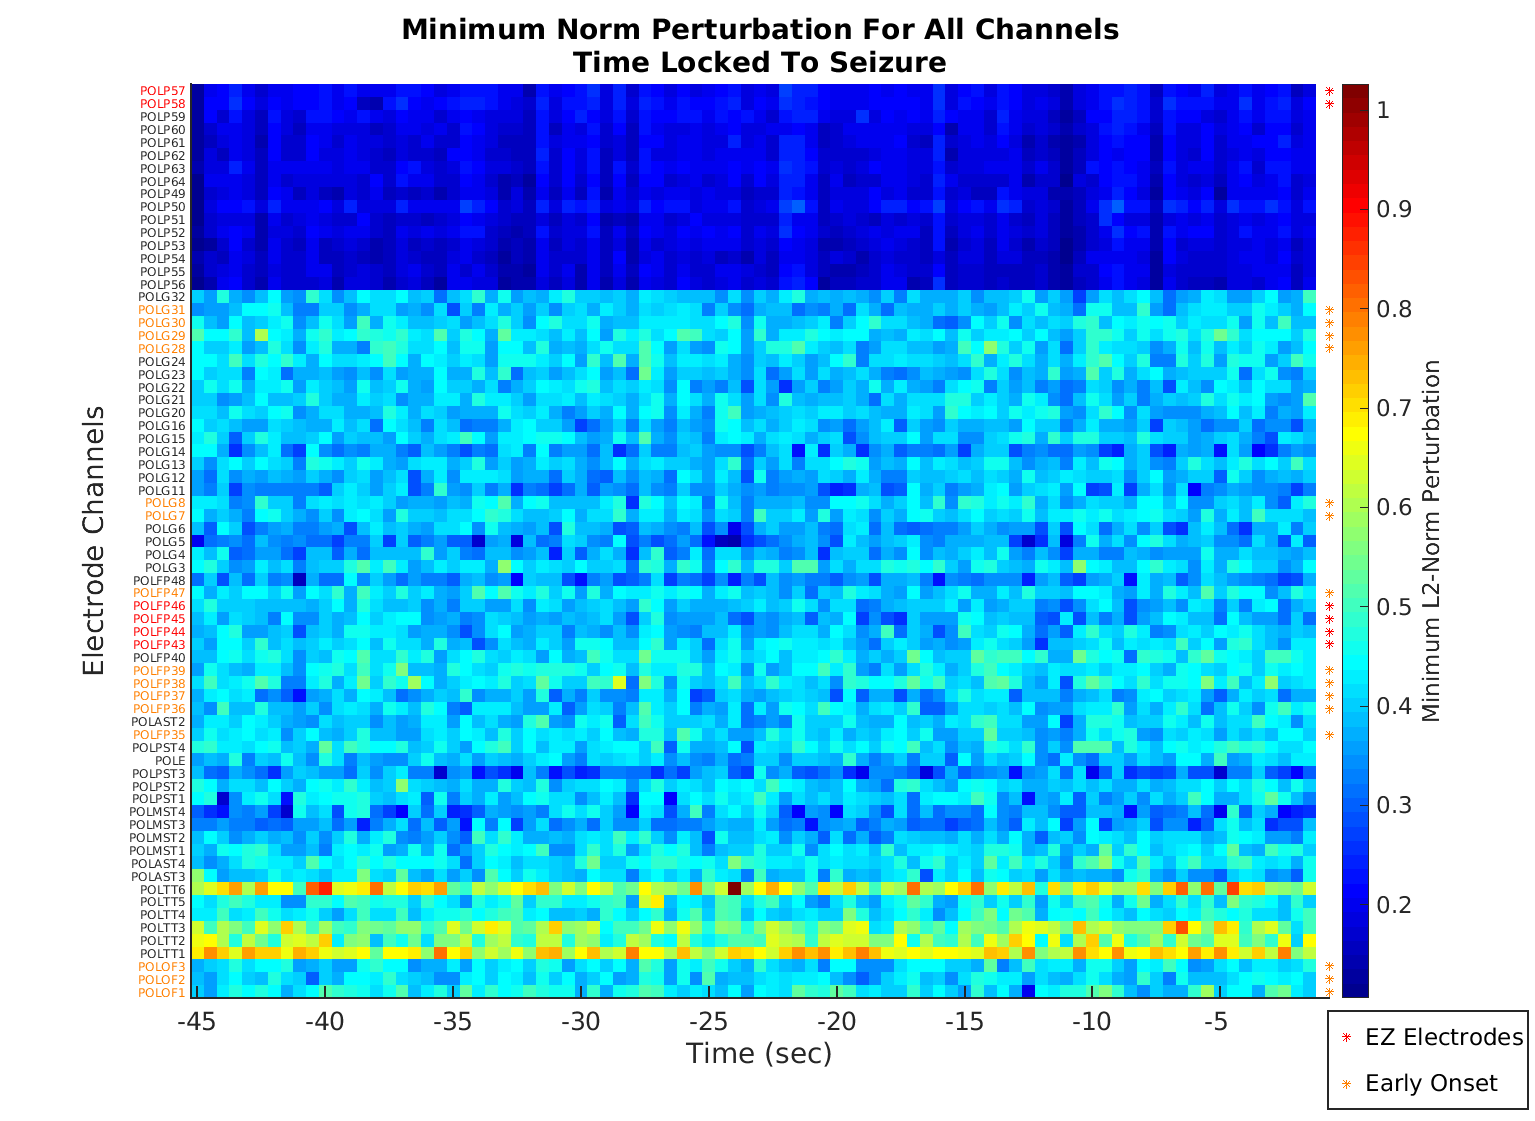 Minimum Norm Perturbation For All Channels
Time Locked To Seizure
Electrode Channels
POLP57
POLP58
POLP59
POLP60
POLP61
POLP62
POLP63
POLP64
POLP49
POLP50
POLP51
POLP52
POLP53
POLP54
POLP55
POLP56
POLG32
POLG31
POLG30
POLG29
POLG28
POLG24
POLG23
POLG22
POLG21
POLG20
POLG16
POLG15
POLG14
POLG13
POLG12
POLG11
POLG8
POLG7
POLG6
POLG5
POLG4
POLG3
POLFP48
POLFP47
POLFP46
POLFP45
POLFP44
POLFP43
POLFP40
POLFP39
POLFP38
POLFP37
POLFP36
POLAST2
POLFP35
POLPST4
POLE
POLPST3
POLPST2
POLPST1
POLMST4
POLMST3
POLMST2
POLMST1
POLAST4
POLAST3
POLTT6
POLTT5
POLTT4
POLTT3
POLTT2
POLTT1
POLOF3
POLOF2
POLOF1
-45 -40 -35 -30 -25 -20 -15 -10 -5
Time (sec)
1
0.9
0.8
0.7
0.6
0.5
0.4
0.3
0.2
Minimum L2-Norm Perturbation
EZ Electrodes
Early Onset